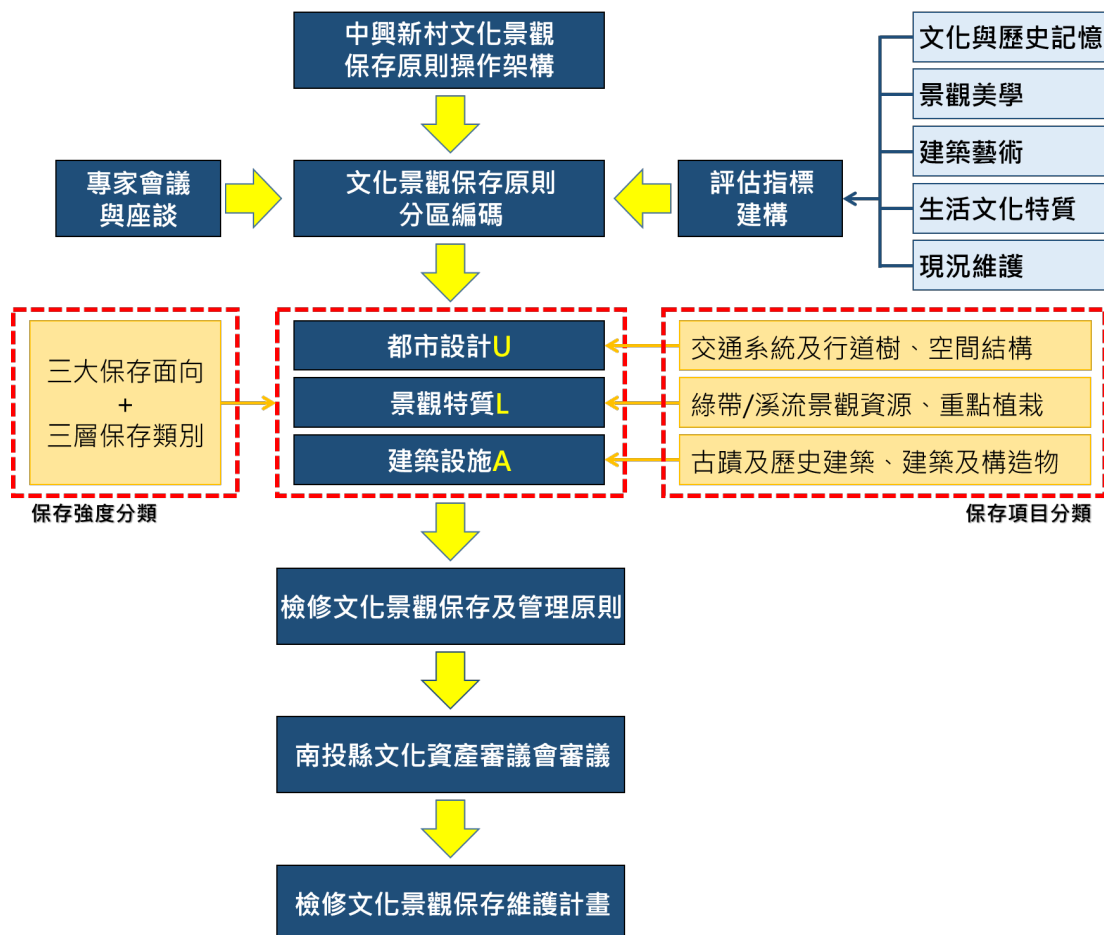 中興新村文化景觀
保存原則操作架構
專家會議
與座談
文化景觀保存原則
分區編碼
評估指標
建構
文化與歷史記憶
景觀美學
建築藝術
生活文化特質
現況維護
三大保存面向
+
三層保存類別
保存強度分類
都市設計U
景觀特質L
建築設施A
交通系統及行道樹、空間結構
綠帶/溪流景觀資源、重點植栽
古蹟及歷史建築、建築及構造物
保存項目分類
檢修文化景觀保存及管理原則
南投縣文化資產審議會審議
檢修文化景觀保存維護計畫